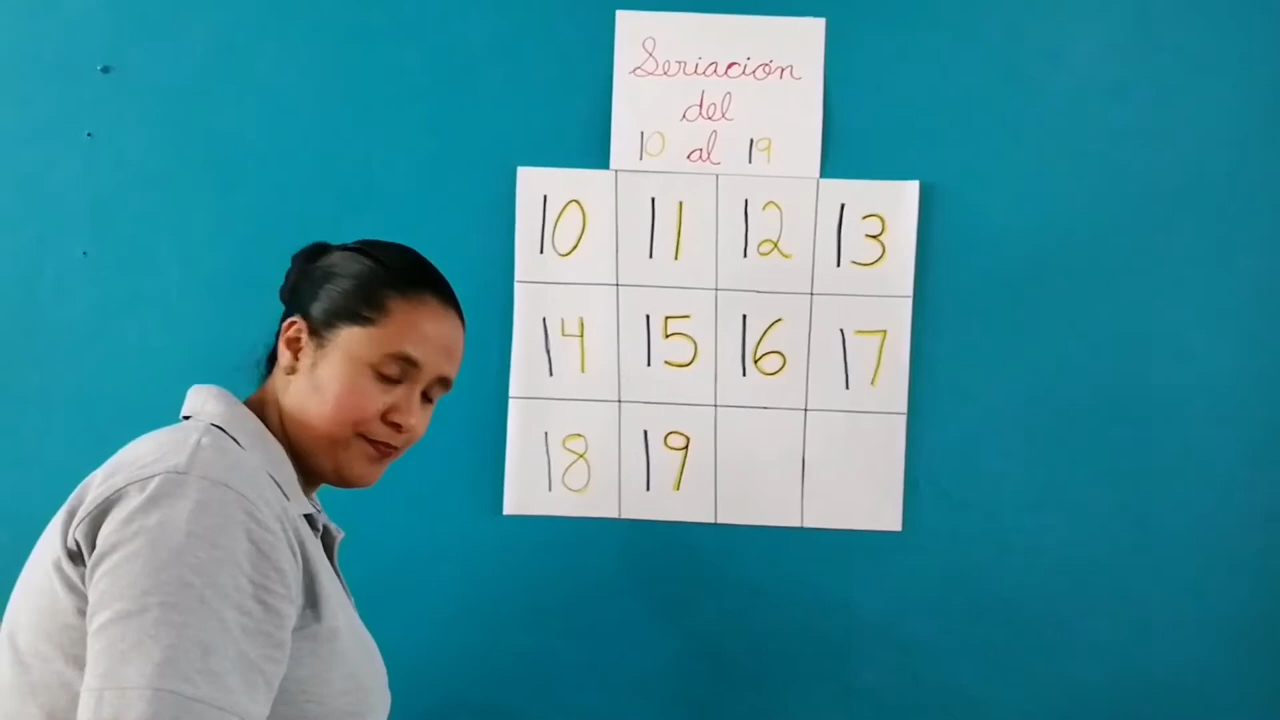 Seriación
del
10 al 19
10 11 12 13
14 15 16 17
18 19